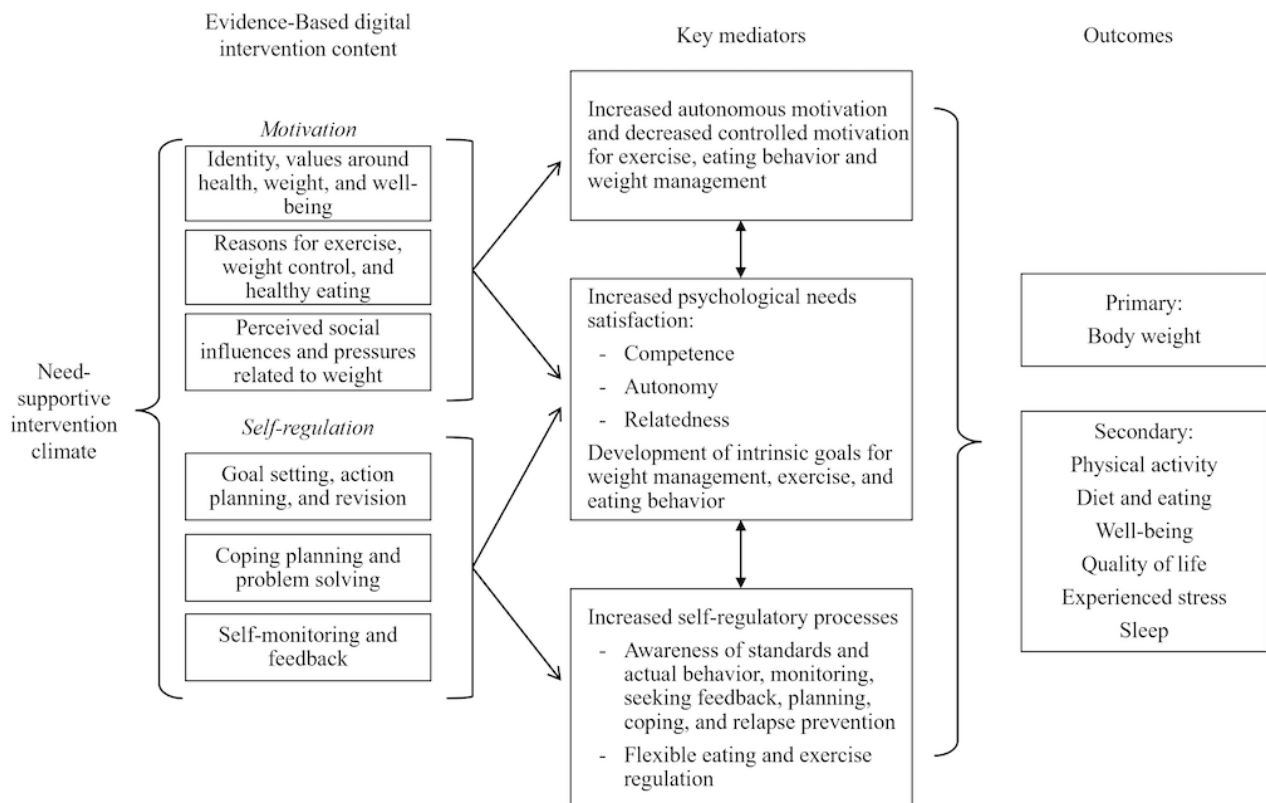 Evidence-Based digital
intervention content
Key mediators
Outcomes
Need-
supportive
intervention
climate
Motivation
Identity, values around
health, weight, and well-
being
Reasons for exercise,
weight control, and
healthy eating
Perceived social
influences and pressures
related to weight
Self-regulation
Goal setting, action
planning, and revision
Coping planning and
problem solving
Self-monitoring and
feedback
Increased autonomous motivation
and decreased controlled motivation
for exercise, eating behavior and
weight management
Increased psychological needs
satisfaction:
- Competence
- Autonomy
- Relatedness
Development of intrinsic goals for
weight management, exercise, and
eating behavior
Increased self-regulatory processes
- Awareness of standards and
actual behavior, monitoring,
seeking feedback, planning,
coping, and relapse prevention
- Flexible eating and exercise
regulation
Primary:
Body weight
Secondary:
Physical activity
Diet and eating
Well-being
Quality of life
Experienced stress
Sleep